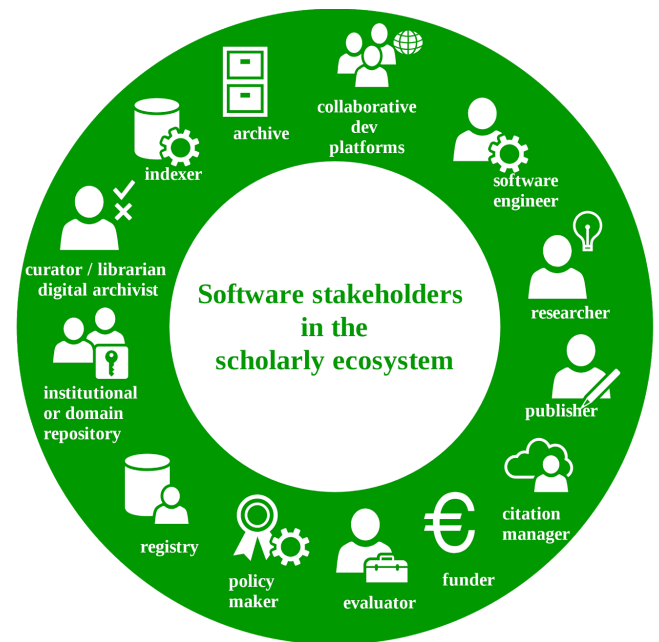 Software stakeholders
in the
scholarly ecosystem
collaborative
dev
platforms
software
engineer
researcher
publisher
citation
manager
funder
evaluator
policy
maker
registry
institutional
or domain
repository
curator / librarian
digital archivist
indexer
archive